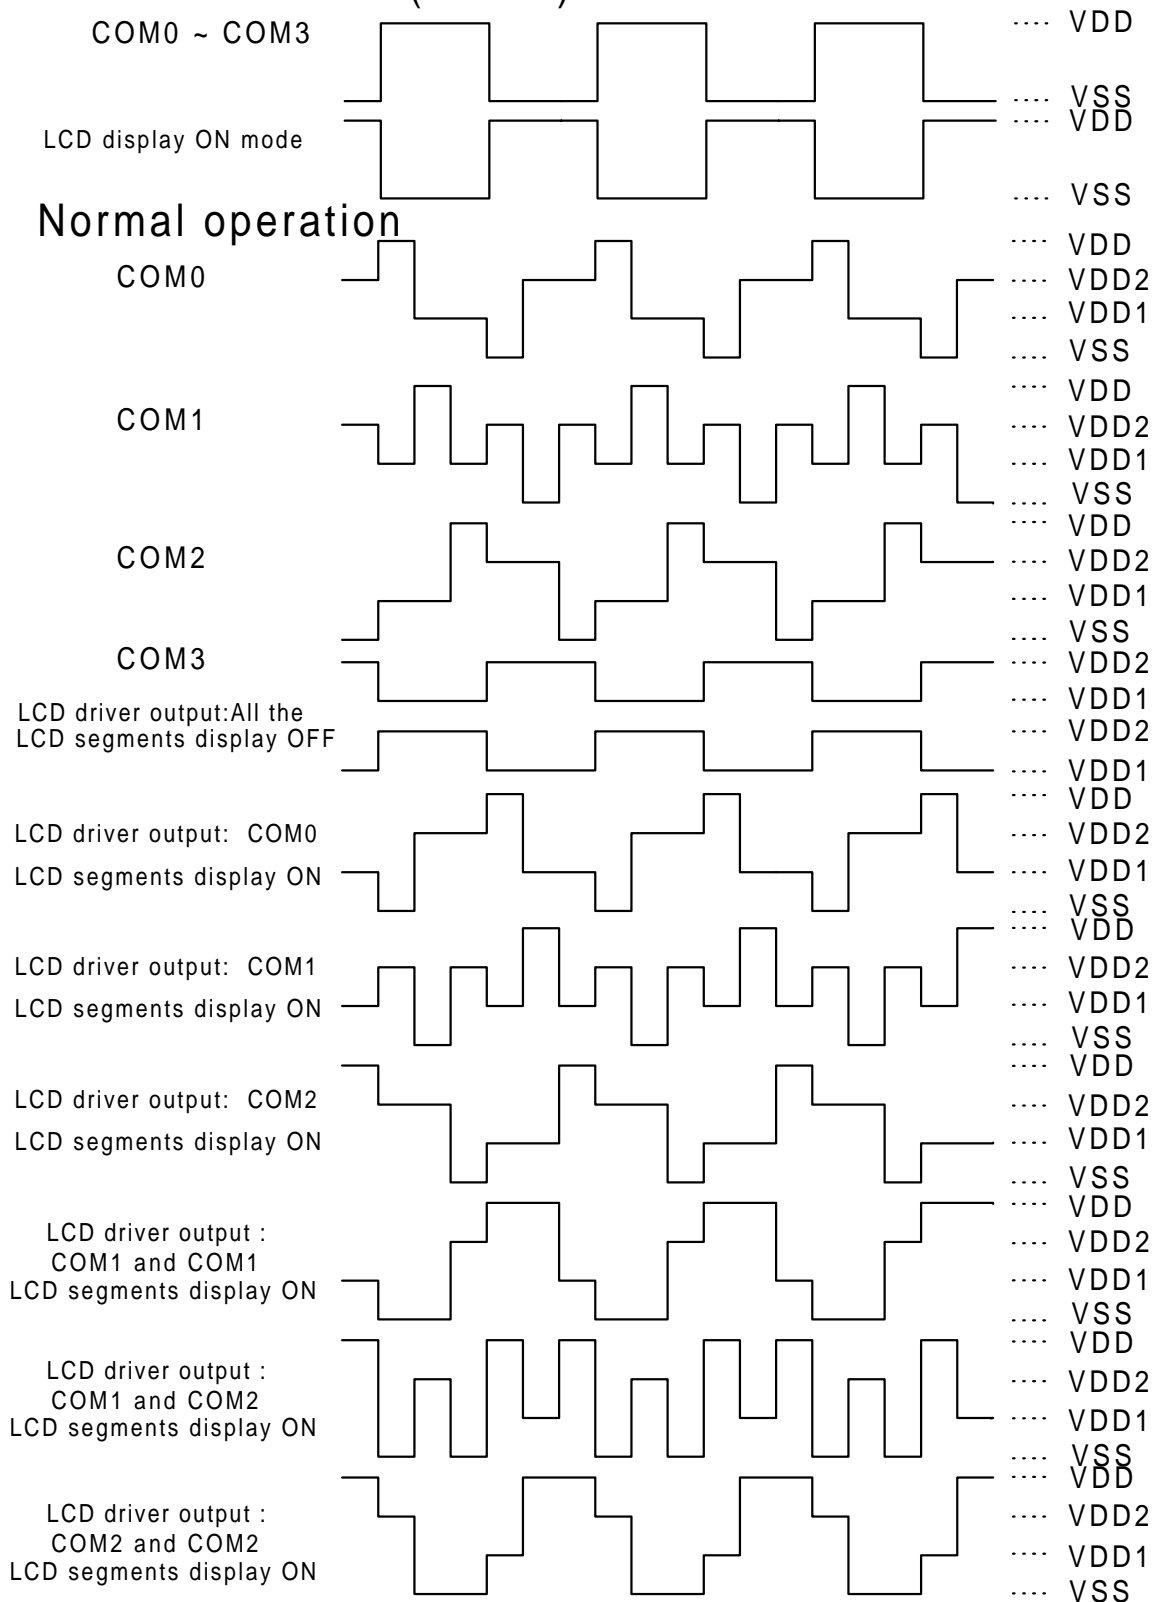 COM0 ~ COM3
VDD
VSS
VDD
LCD display ON mode
VSS
Normal operation
VDD
COM0
VDD2
VDD1
VSS
VDD
COM1
VDD2
VDD1
VSS
VDD
COM2
VDD2
VDD1
VSS
COM3
VDD2
VDD1
LCD driver output:All the
LCD segments display OFF
VDD2
VDD1
VDD
LCD driver output: COM0
VDD2
LCD segments display ON
VDD1
VSS
VDD
LCD driver output: COM1
VDD2
LCD segments display ON
VDD1
VSS
VDD
LCD driver output: COM2
VDD2
LCD segments display ON
VDD1
VSS
VDD
LCD driver output :
COM1 and COM1
LCD segments display ON
VDD2
VDD1
VSS
VDD
LCD driver output :
COM1 and COM2
LCD segments display ON
VDD2
VDD1
VSS
VDD
LCD driver output :
COM2 and COM2
LCD segments display ON
VDD2
VDD1
VSS